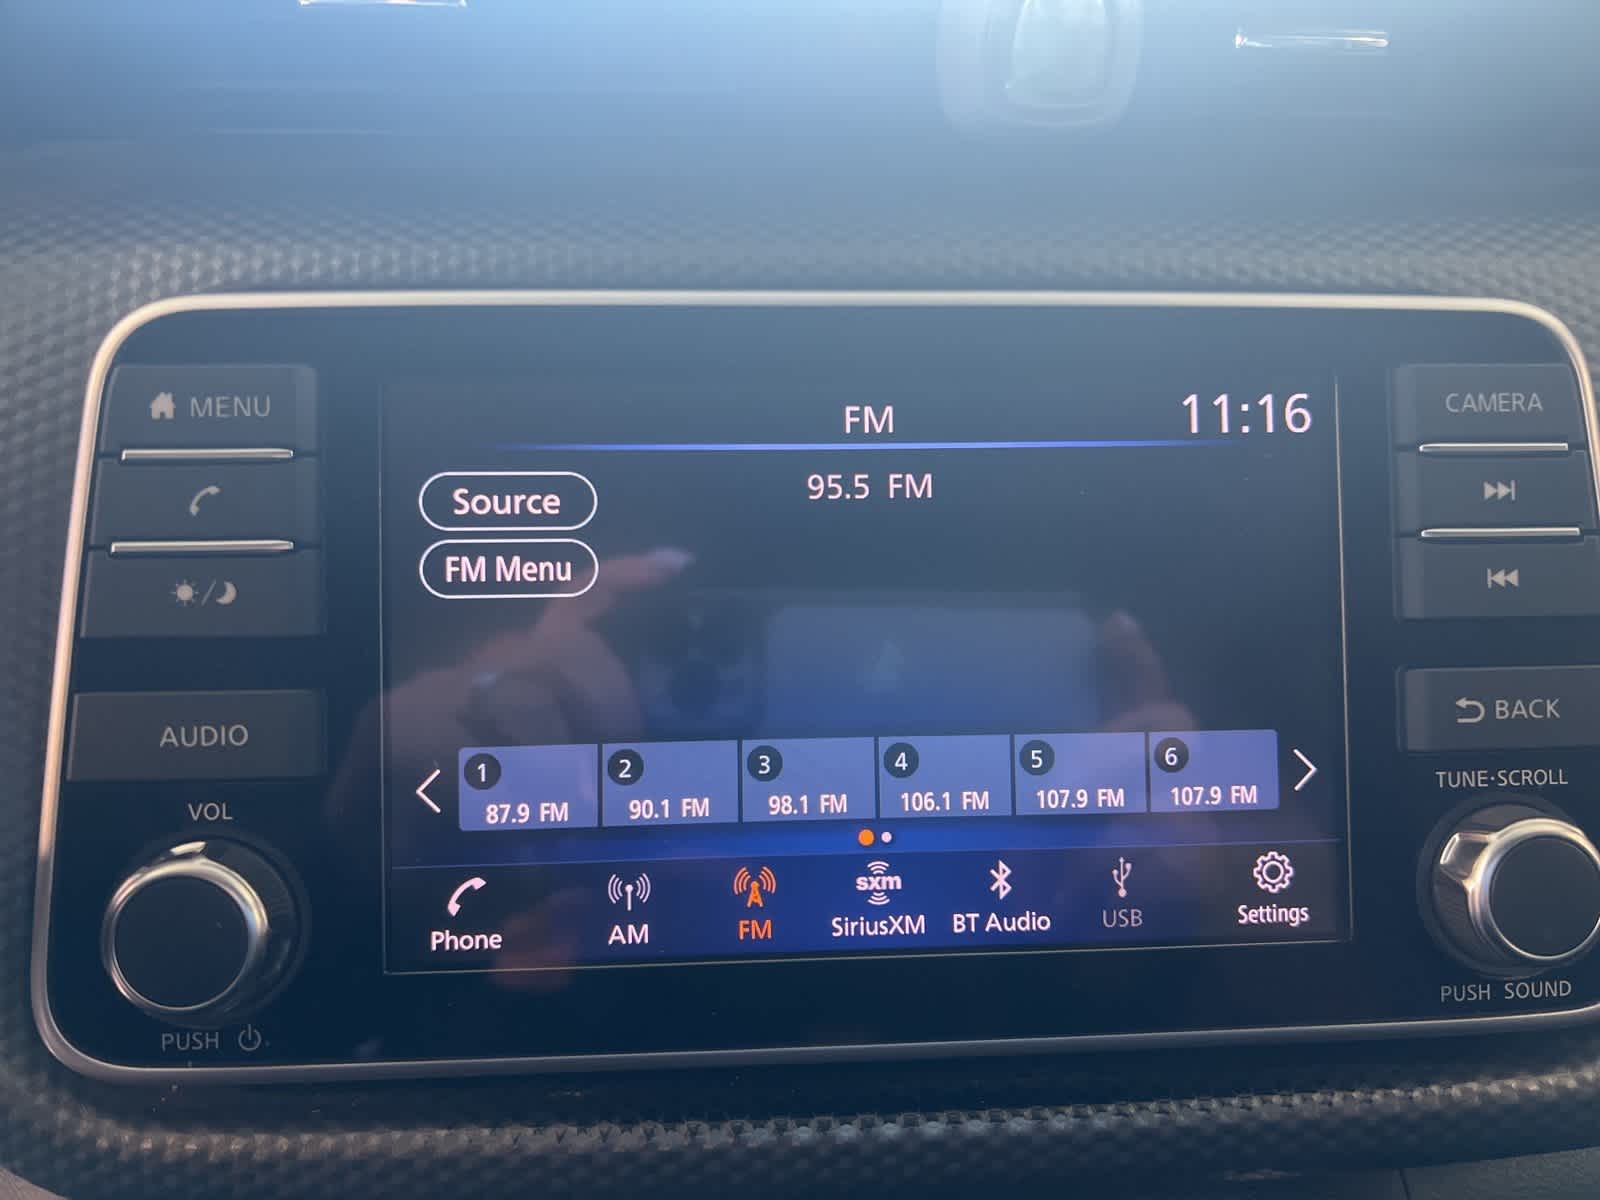 MENU
AUDIO
VOL
PUSH
FM
11:16
95.5 FM
Source
FM Menu
1 87.9 FM
2 90.1 FM
3 98.1 FM
4 106.1 FM
5 107.9 FM
6 107.9 FM
Phone
AM
FM
sxm
SiriusXM
BT Audio
USB
Settings
CAMERA
BACK
TUNE·SCROLL
PUSH SOUND